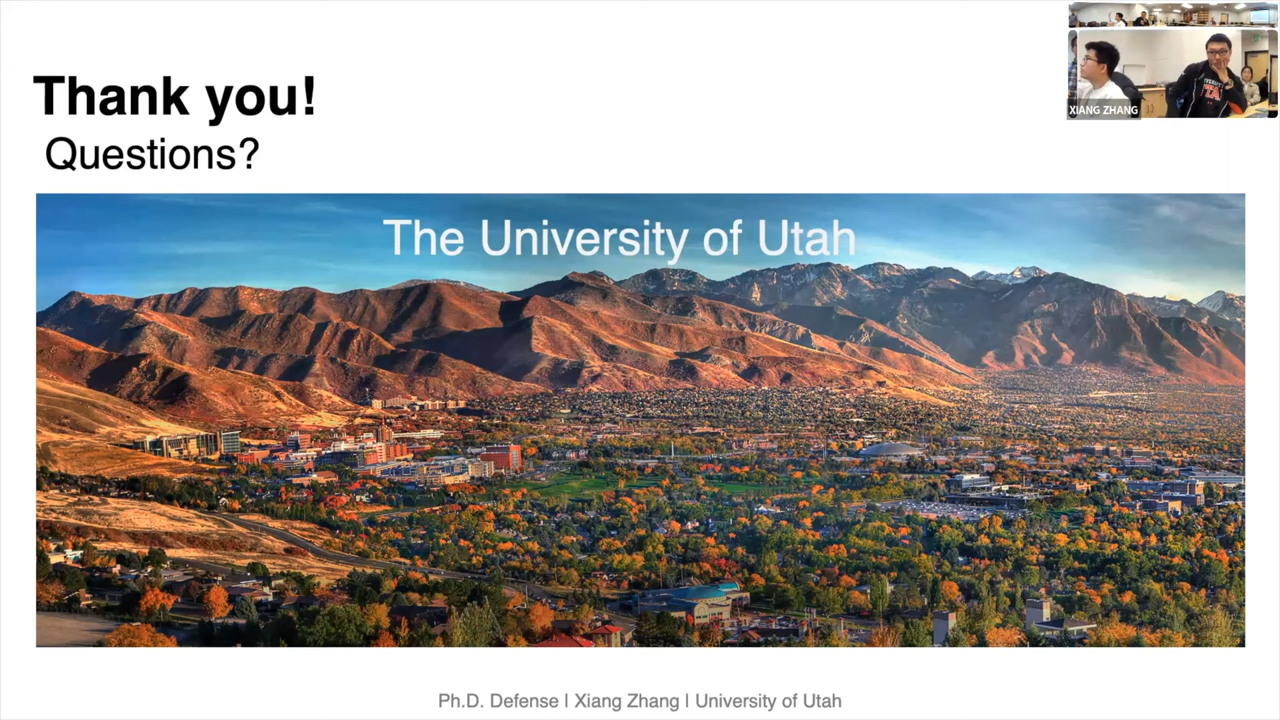 Thank you!
Questions?
The University of Utah
XIANG ZHANG
Ph.D. Defense | Xiang Zhang | University of Utah